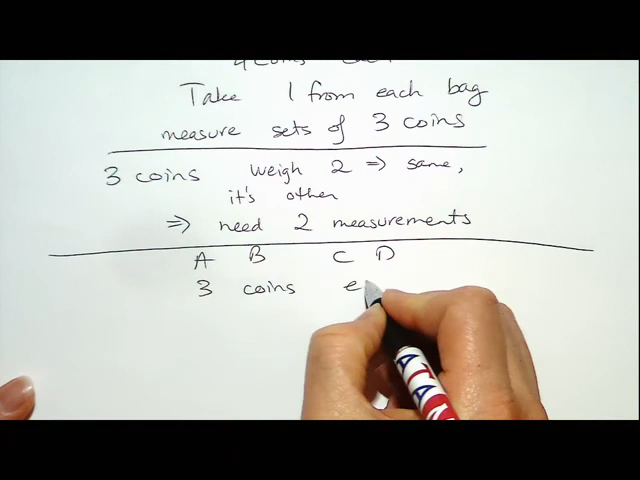 Take 1 from each bag
measure sets of 3 coins
3 coins weigh 2 ⇒ same,
it's other
⇒ need 2 measurements
A B C D
3 coins e